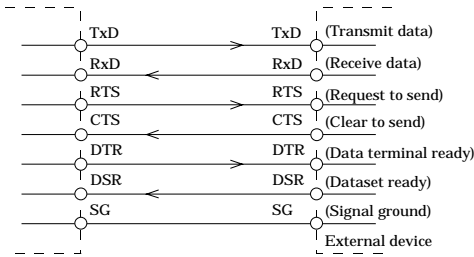 TxD TxD (Transmit data)
RxD RxD (Receive data)
RTS RTS (Request to send)
CTS CTS (Clear to send)
DTR DTR (Data terminal ready)
DSR DSR (Dataset ready)
SG SG (Signal ground)
External device